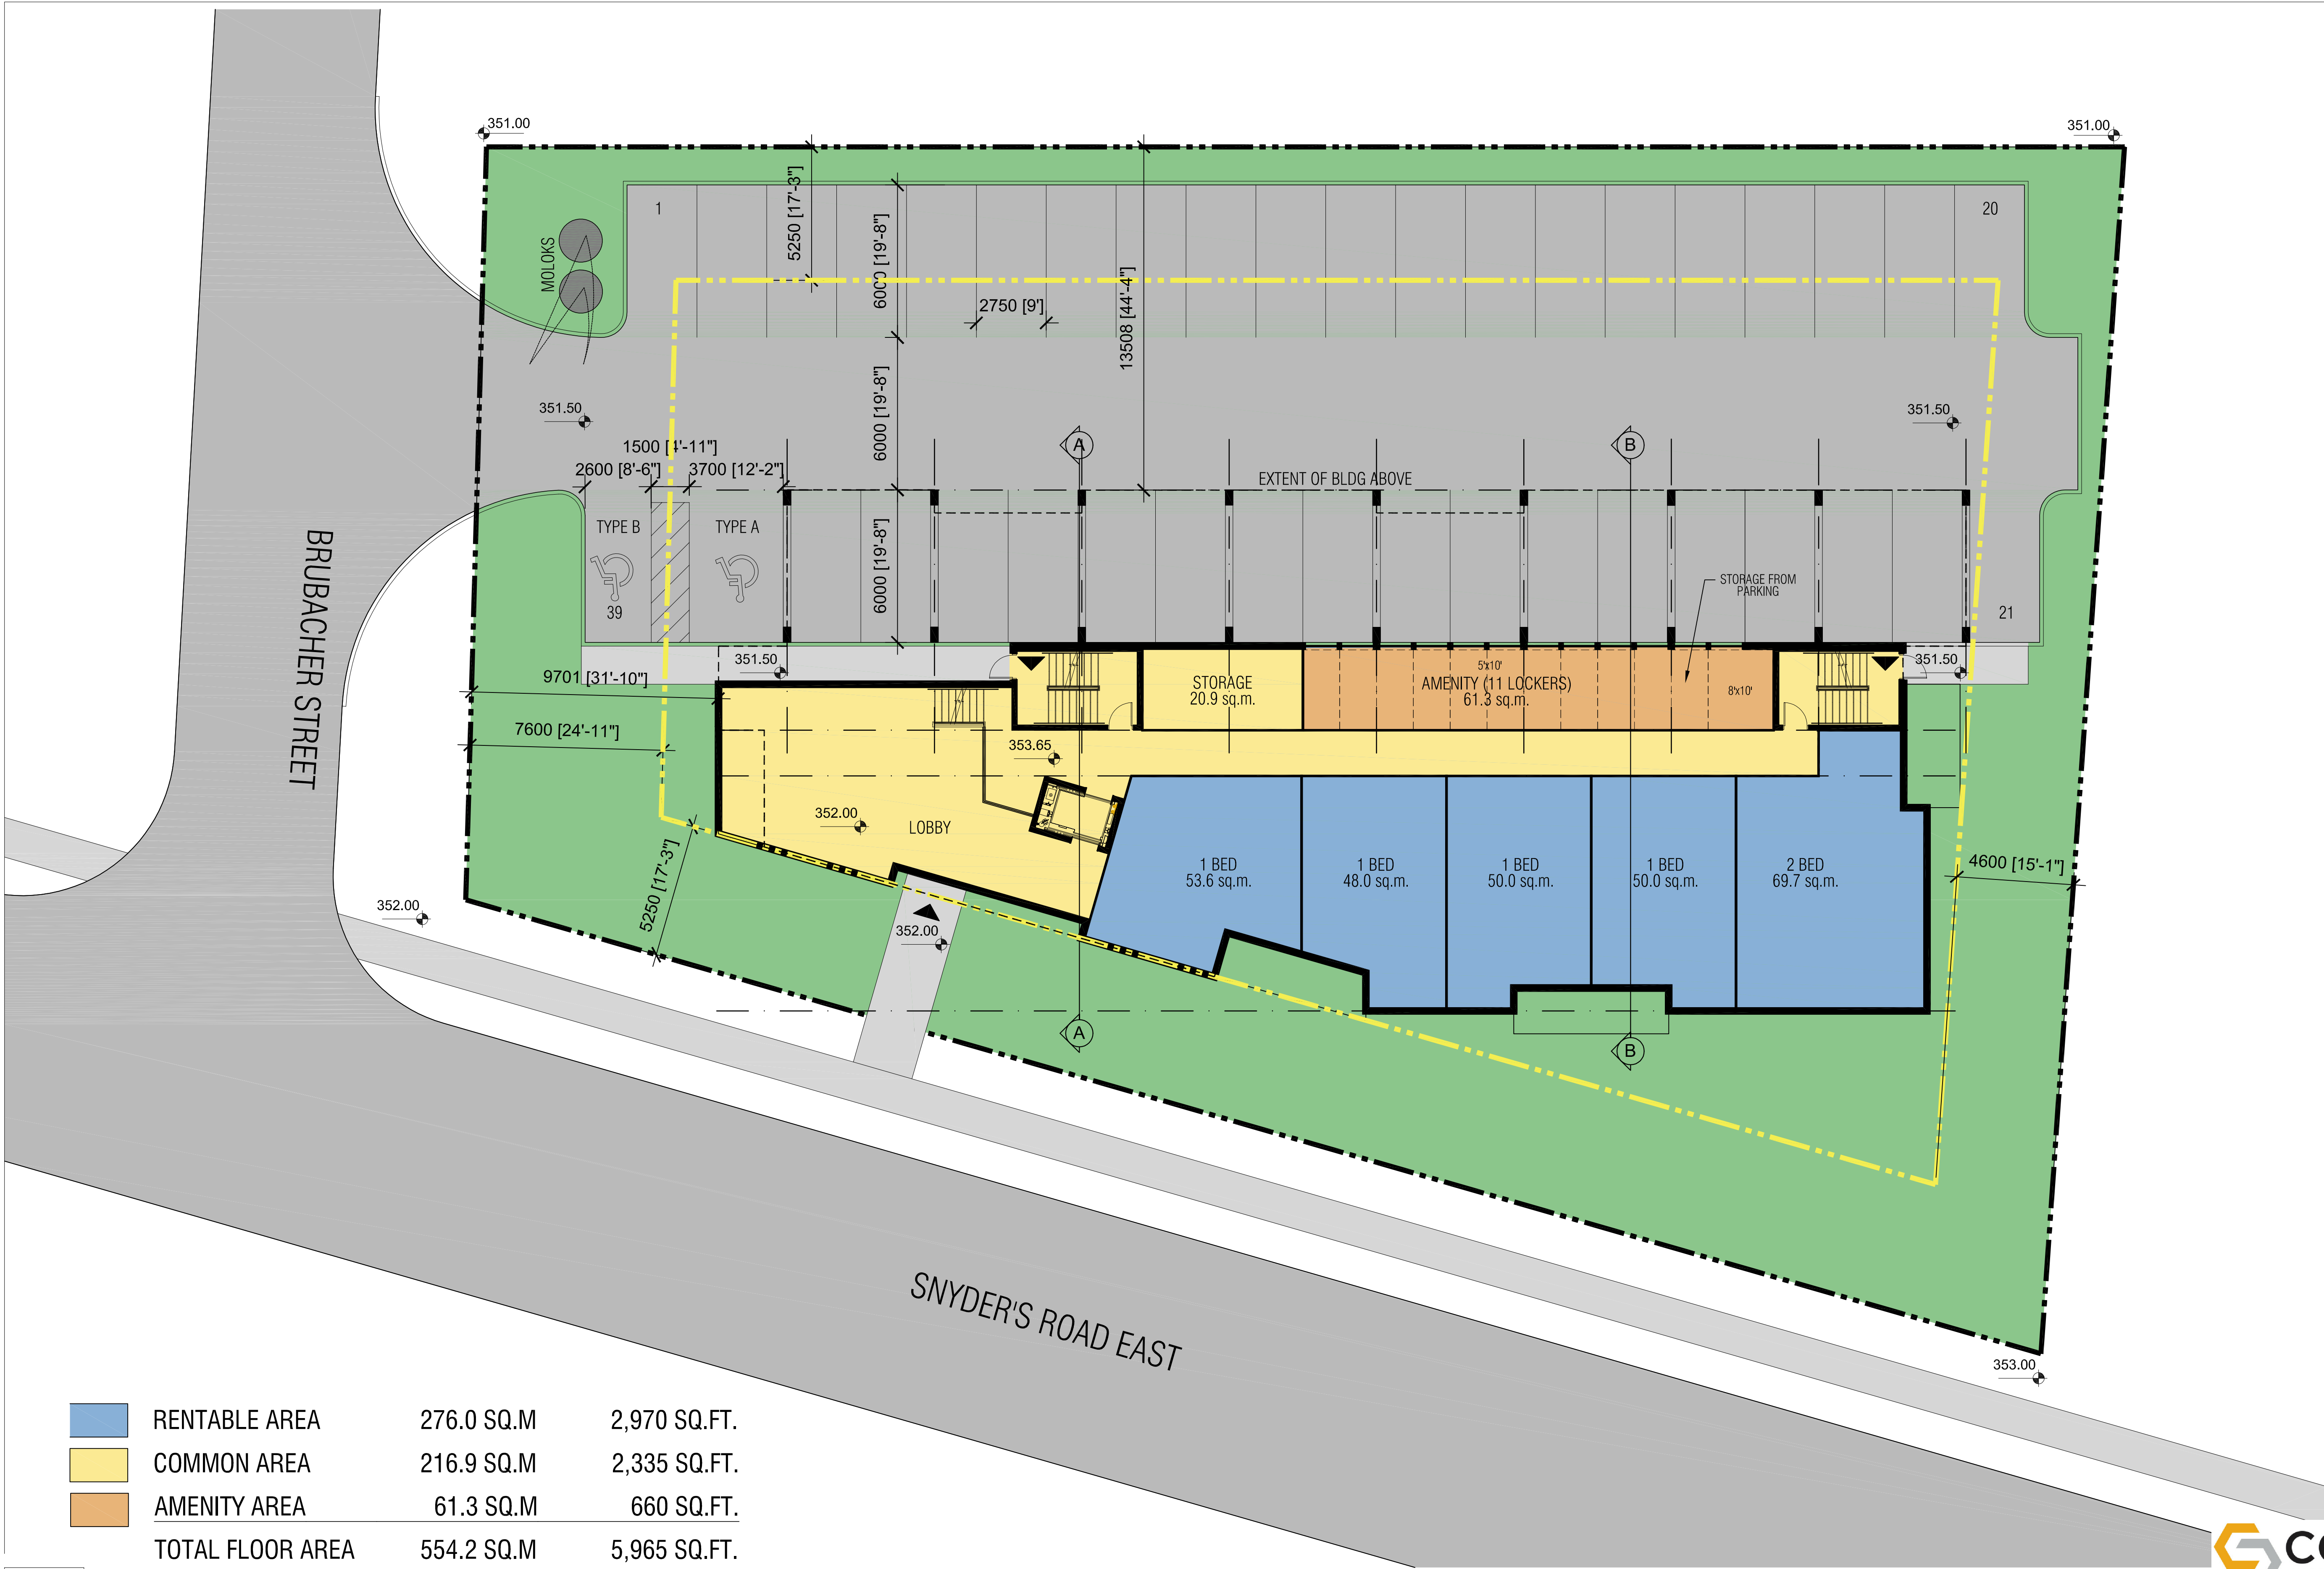 351.00
351.00
1
20
5250 [17'-3"]
6000 [19'-8"]
13508 [44'-4"]
2750 [9']
MOLOKS
351.50
351.50
6000 [19'-8"]
1500 [4'-11"]
2600 [8'-6"]
3700 [12'-2"]
A
B
EXTENT OF BLDG ABOVE
TYPE B
TYPE A
39
6000 [19'-8"]
STORAGE FROM
PARKING
21
BRUBACHER STREET
351.50
351.50
9701 [31'-10"]
7600 [24'-11"]
STORAGE
20.9 sq.m.
5'x10'
AMENITY (11 LOCKERS)
61.3 sq.m.
8'x10'
353.65
352.00
LOBBY
1 BED
53.6 sq.m.
1 BED
48.0 sq.m.
1 BED
50.0 sq.m.
1 BED
50.0 sq.m.
2 BED
69.7 sq.m.
4600 [15'-1"]
5250 [17'-3"]
352.00
352.00
A
B
SNYDER'S ROAD EAST
353.00
RENTABLE AREA 276.0 SQ.M 2,970 SQ.FT.
COMMON AREA 216.9 SQ.M 2,335 SQ.FT.
AMENITY AREA 61.3 SQ.M 660 SQ.FT.
TOTAL FLOOR AREA 554.2 SQ.M 5,965 SQ.FT.